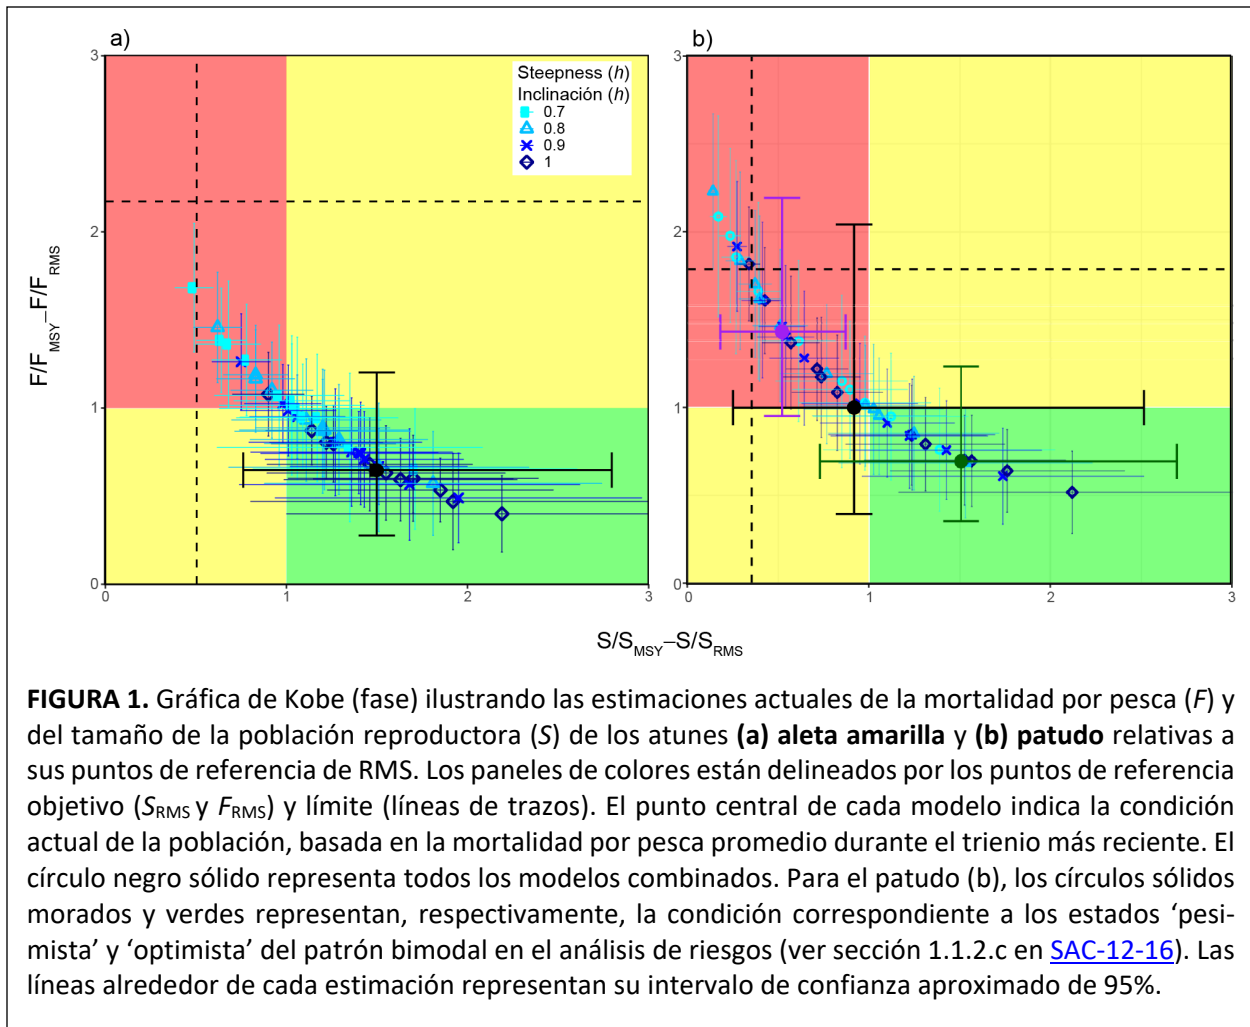 a)
b)
Steepness (h)
Inclinación (h)
0.7
0.8
0.9
1
3
2
1
0
0
1
2
3
3
2
1
0
0
1
2
3
F/F_MSY–F/F_RMS
S/S_MSY–S/S_RMS
FIGURA 1. Gráfica de Kobe (fase) ilustrando las estimaciones actuales de la mortalidad por pesca (F) y
del tamaño de la población reproductora (S) de los atunes (a) aleta amarilla y (b) patudo relativas a
sus puntos de referencia de RMS. Los paneles de colores están delineados por los puntos de referencia
objetivo (S_RMS y F_RMS) y límite (líneas de trazos). El punto central de cada modelo indica la condición
actual de la población, basada en la mortalidad por pesca promedio durante el trienio más reciente. El
círculo negro sólido representa todos los modelos combinados. Para el patudo (b), los círculos sólidos
morados y verdes representan, respectivamente, la condición correspondiente a los estados ‘pesi-
mista’ y ‘optimista’ del patrón bimodal en el análisis de riesgos (ver sección 1.1.2.c en SAC-12-16). Las
líneas alrededor de cada estimación representan su intervalo de confianza aproximado de 95%.